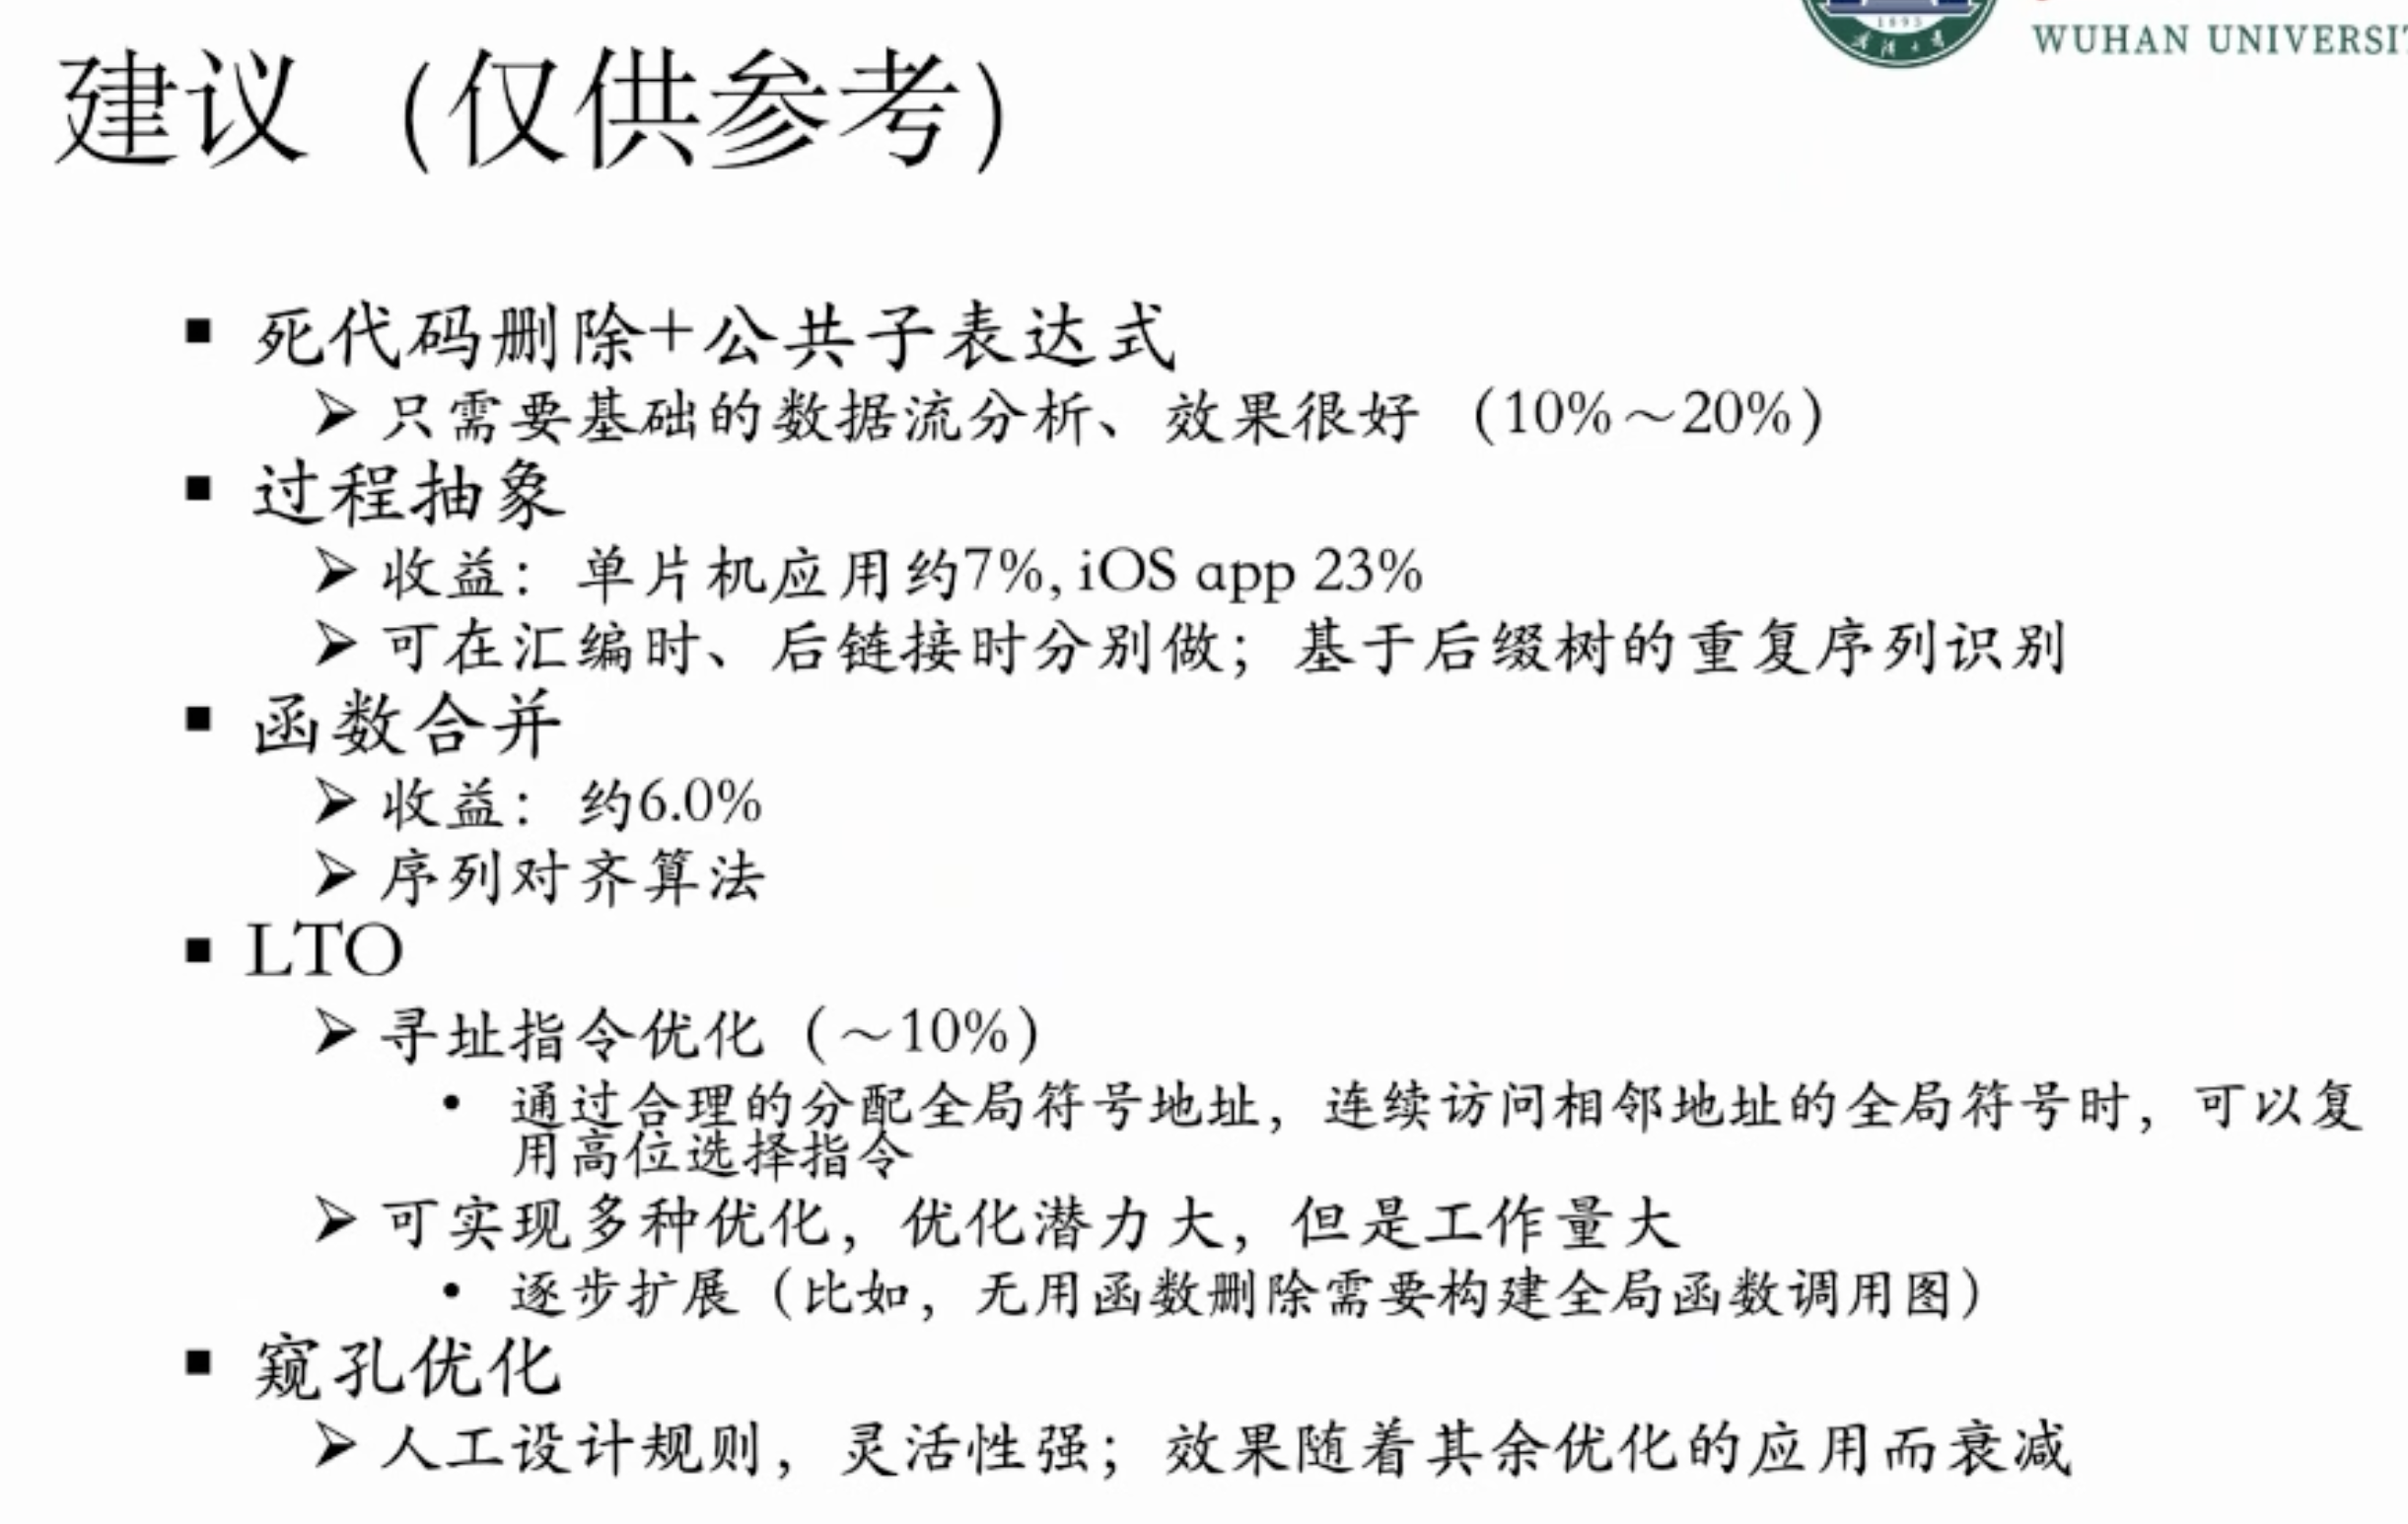 1893
WUHAN UNIVERSI
建议（仅供参考）
死代码删除+公共子表达式
只需要基础的数据流分析、效果很好（10%～20%）
过程抽象
收益：单片机应用约7%, iOS app 23%
可在汇编时、后链接时分别做；基于后缀树的重复序列识别
函数合并
收益：约6.0%
序列对齐算法
LTO
寻址指令优化（～10%）
通过合理的分配全局符号地址，连续访问相邻地址的全局符号时，可以复
用高位选择指令
可实现多种优化，优化潜力大，但是工作量大
逐步扩展（比如，无用函数删除需要构建全局函数调用图）
窥孔优化
人工设计规则，灵活性强；效果随着其余优化的应用而衰减